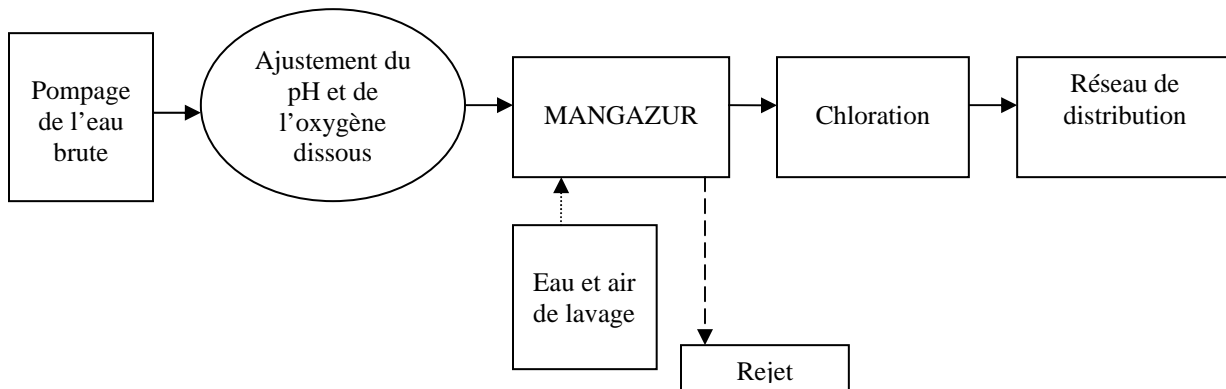 Pompage
de l’eau
brute
Ajustement du
pH et de
l’oxygène
dissous
MANGAZUR
Chloration
Réseau de
distribution
Eau et air
de lavage
Rejet